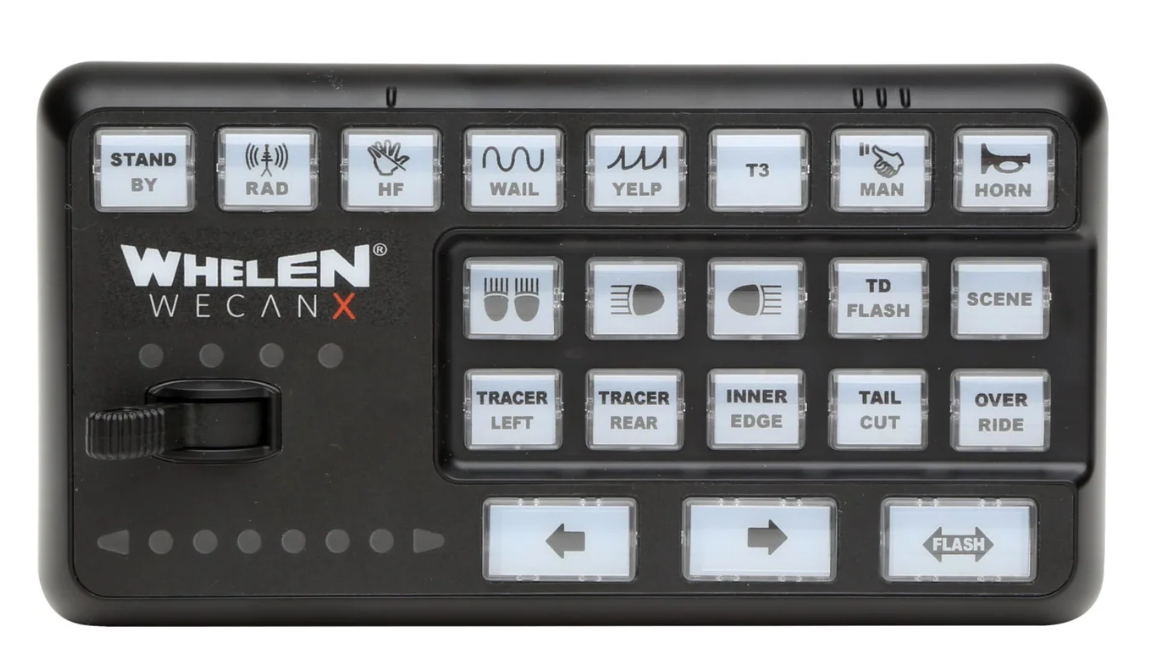 STAND
BY
RAD
HF
WAIL
YELP
T3
MAN
HORN
WHELEN®
WECANX
TD
FLASH
SCENE
TRACER
LEFT
TRACER
REAR
INNER
EDGE
TAIL
CUT
OVER
RIDE
FLASH